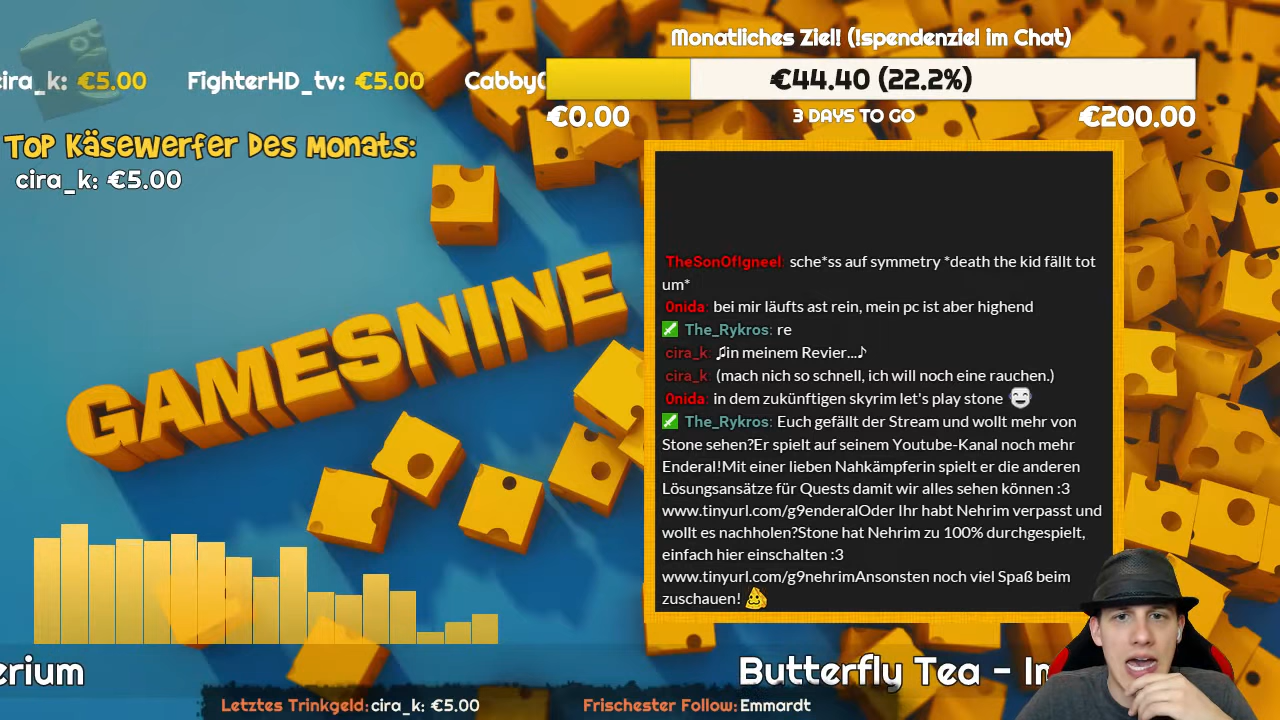 Monatliches Ziel! (!spendenziel im Chat)
cira_k: €5.00 FighterHD_tv: €5.00
€44.40 (22.2%)
€0.00 3 DAYS TO GO €200.00
Top Käsewerfer des Monats:
cira_k: €5.00
GAMESNINE
TheSonOfIgneel: sche*ss auf symmetry *death the kid fällt tot
um*
0nida: bei mir läufts ast rein, mein pc ist aber highend
The_Rykros: re
cira_k: ♫in meinem Revier...♪
cira_k: (mach nich so schnell, ich will noch eine rauchen.)
0nida: in dem zukünftigen skyrim let's play stone
The_Rykros: Euch gefällt der Stream und wollt mehr von
Stone sehen?Er spielt auf seinem Youtube-Kanal noch mehr
Enderal!Mit einer lieben Nahkämpferin spielt er die anderen
Lösungsansätze für Quests damit wir alles sehen können :3
www.tinyurl.com/g9enderalOder Ihr habt Nehrim verpasst und
wollt es nachholen?Stone hat Nehrim zu 100% durchgespielt,
einfach hier einschalten :3
www.tinyurl.com/g9nehrimAnsonsten noch viel Spaß beim
zuschauen!
erium Butterfly Tea -
Letztes Trinkgeld: cira_k: €5.00 Frischester Follow: Emmardt